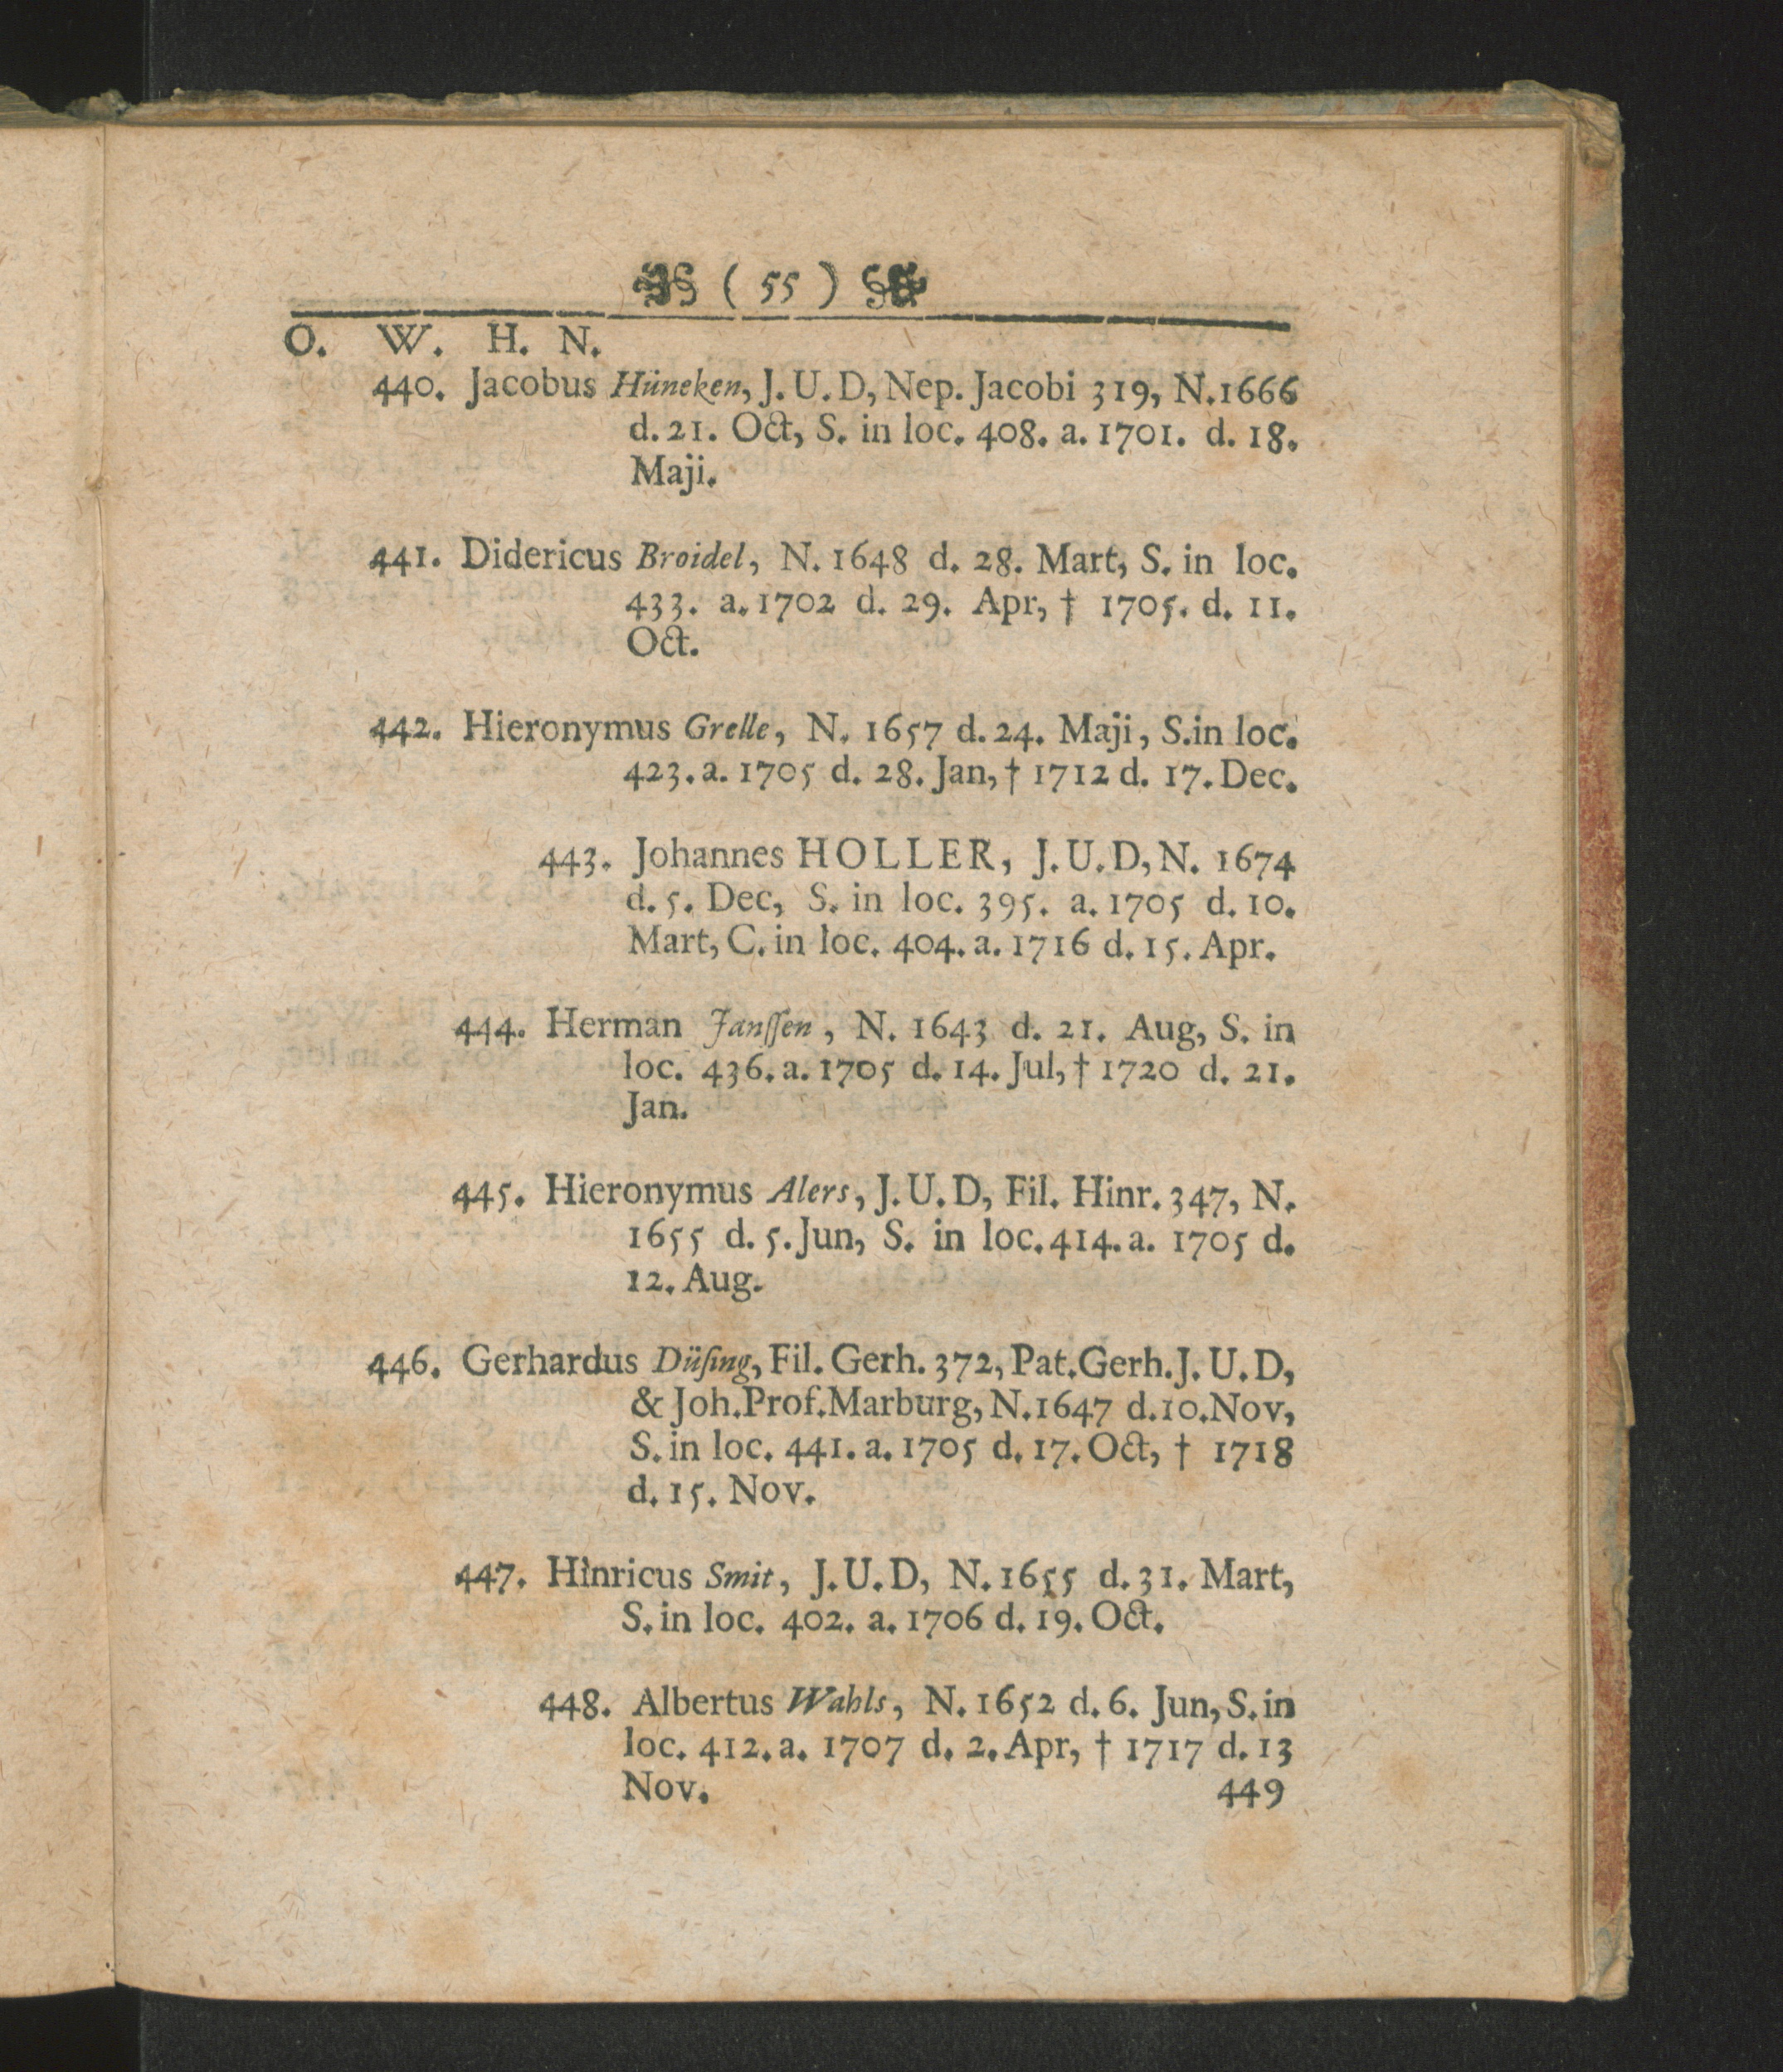 ( 55 )
O. W. H. N.
440. Jacobus Hüneken, J. U. D, Nep. Jacobi 319, N. 1666
d. 21. Oct, S. in loc. 408. a. 1701. d. 18.
Maji.
441. Didericus Broidel, N. 1648 d. 28. Mart, S. in loc.
433. a. 1702 d. 29. Apr, † 1705. d. 11.
Oct.
442. Hieronymus Grelle, N. 1657 d. 24. Maji, S. in loc.
423. a. 1705 d. 28. Jan, † 1712 d. 17. Dec.
443. Johannes HOLLER, J. U. D, N. 1674
d. 5. Dec, S. in loc. 395. a. 1705 d. 10.
Mart, C. in loc. 404. a. 1716 d. 15. Apr.
444. Herman Janſſen, N. 1643 d. 21. Aug, S. in
loc. 436. a. 1705 d. 14. Jul, † 1720 d. 21.
Jan.
445. Hieronymus Alers, J. U. D, Fil. Hinr. 347, N.
1655 d. 5. Jun, S. in loc. 414. a. 1705 d.
12. Aug.
446. Gerhardus Düſing, Fil. Gerh. 372, Pat. Gerh. J. U. D,
& Joh. Prof. Marburg, N. 1647 d. 10. Nov,
S. in loc. 441. a. 1705 d. 17. Oct, † 1718
d. 15. Nov.
447. Hìnricus Smit, J. U. D, N. 1655 d. 31. Mart,
S. in loc. 402. a. 1706 d. 19. Oct.
448. Albertus Wahls, N. 1652 d. 6. Jun, S. in
loc. 412. a. 1707 d. 2. Apr, † 1717 d. 13
Nov. 449